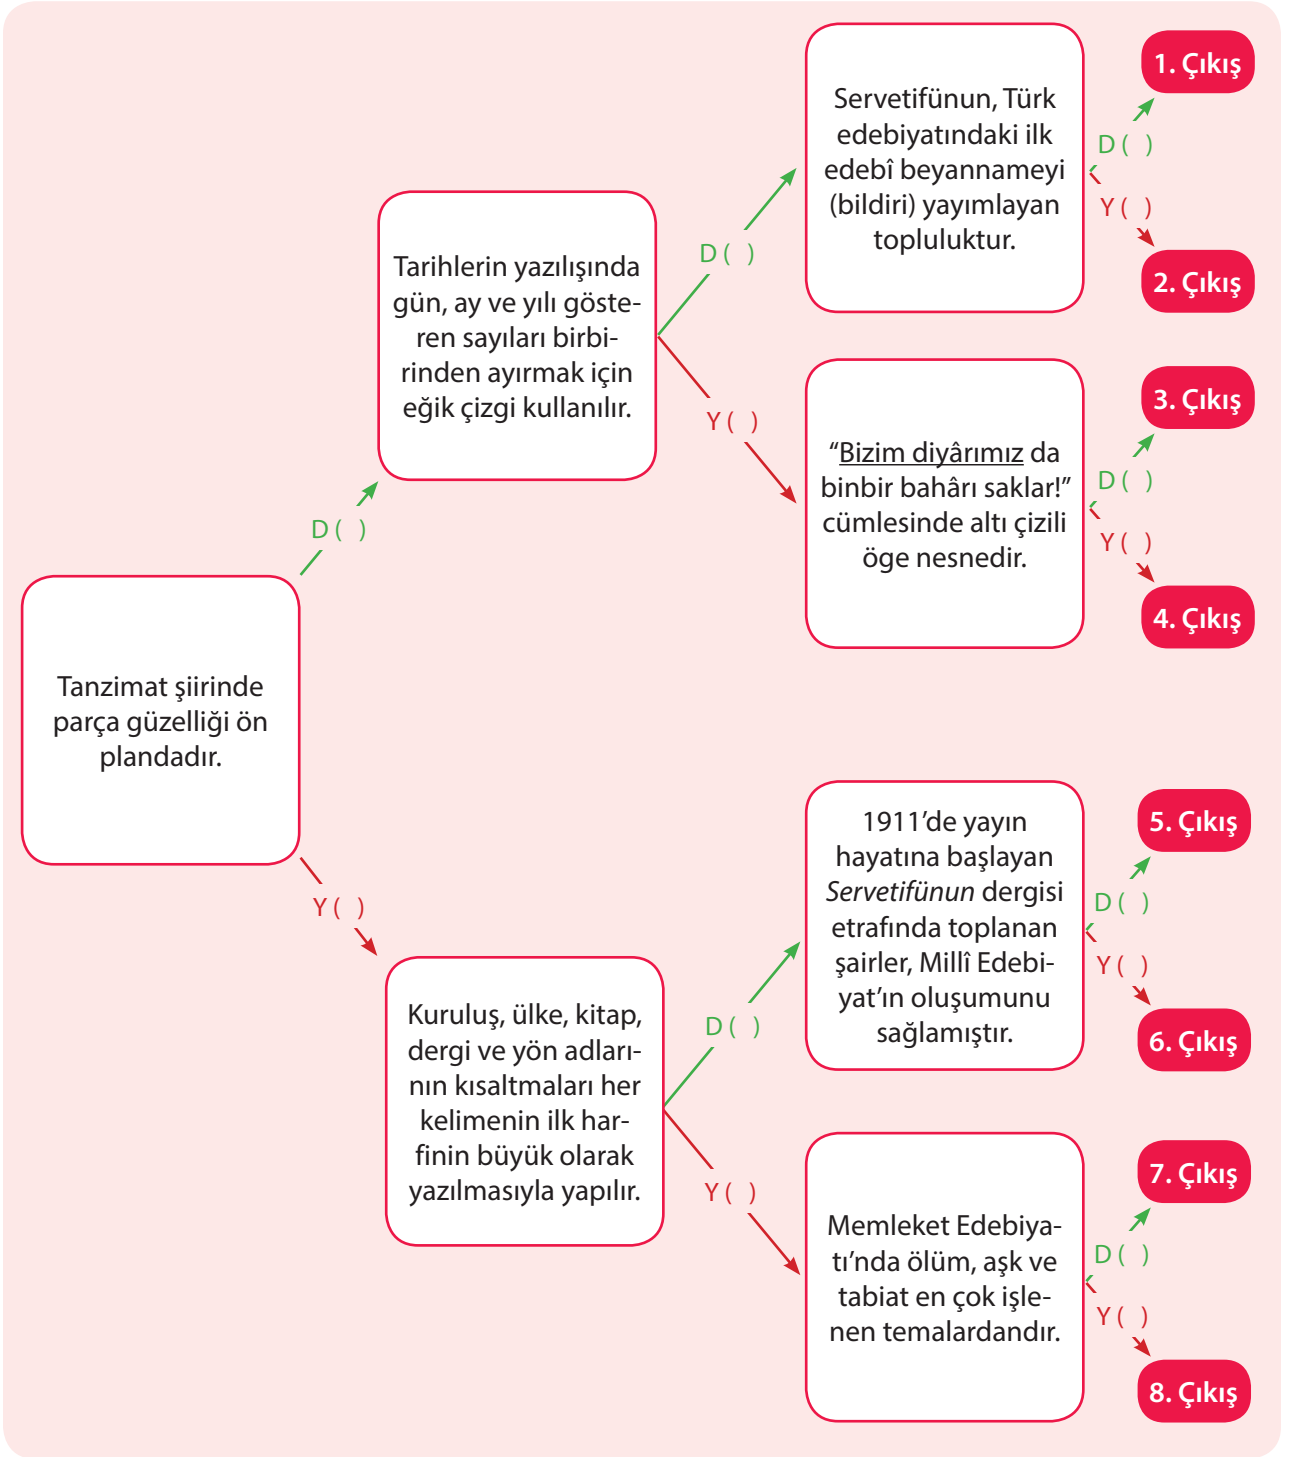 Tanzimat şiirinde
parça güzelliği ön
plandadır.
D ( )
Y ( )
Tarihlerin yazılışında
gün, ay ve yılı göste-
ren sayıları birbi-
rinden ayırmak için
eğik çizgi kullanılır.
D ( )
Y ( )
Servetifünun, Türk
edebiyatındaki ilk
edebî beyannameyi
(bildiri) yayımlayan
topluluktur.
D ( )
Y ( )
1. Çıkış
2. Çıkış
“Bizim diyârımız da
binbir bahârı saklar!”
cümlesinde altı çizili
öge nesnedir.
D ( )
Y ( )
3. Çıkış
4. Çıkış
Kuruluş, ülke, kitap,
dergi ve yön adları-
nın kısaltmaları her
kelimenin ilk har-
finin büyük olarak
yazılmasıyla yapılır.
D ( )
Y ( )
1911’de yayın
hayatına başlayan
Servetifünun dergisi
etrafında toplanan
şairler, Millî Edebi-
yat’ın oluşumunu
sağlamıştır.
D ( )
Y ( )
5. Çıkış
6. Çıkış
Memleket Edebiya-
tı’nda ölüm, aşk ve
tabiat en çok işle-
nen temalardandır.
D ( )
Y ( )
7. Çıkış
8. Çıkış